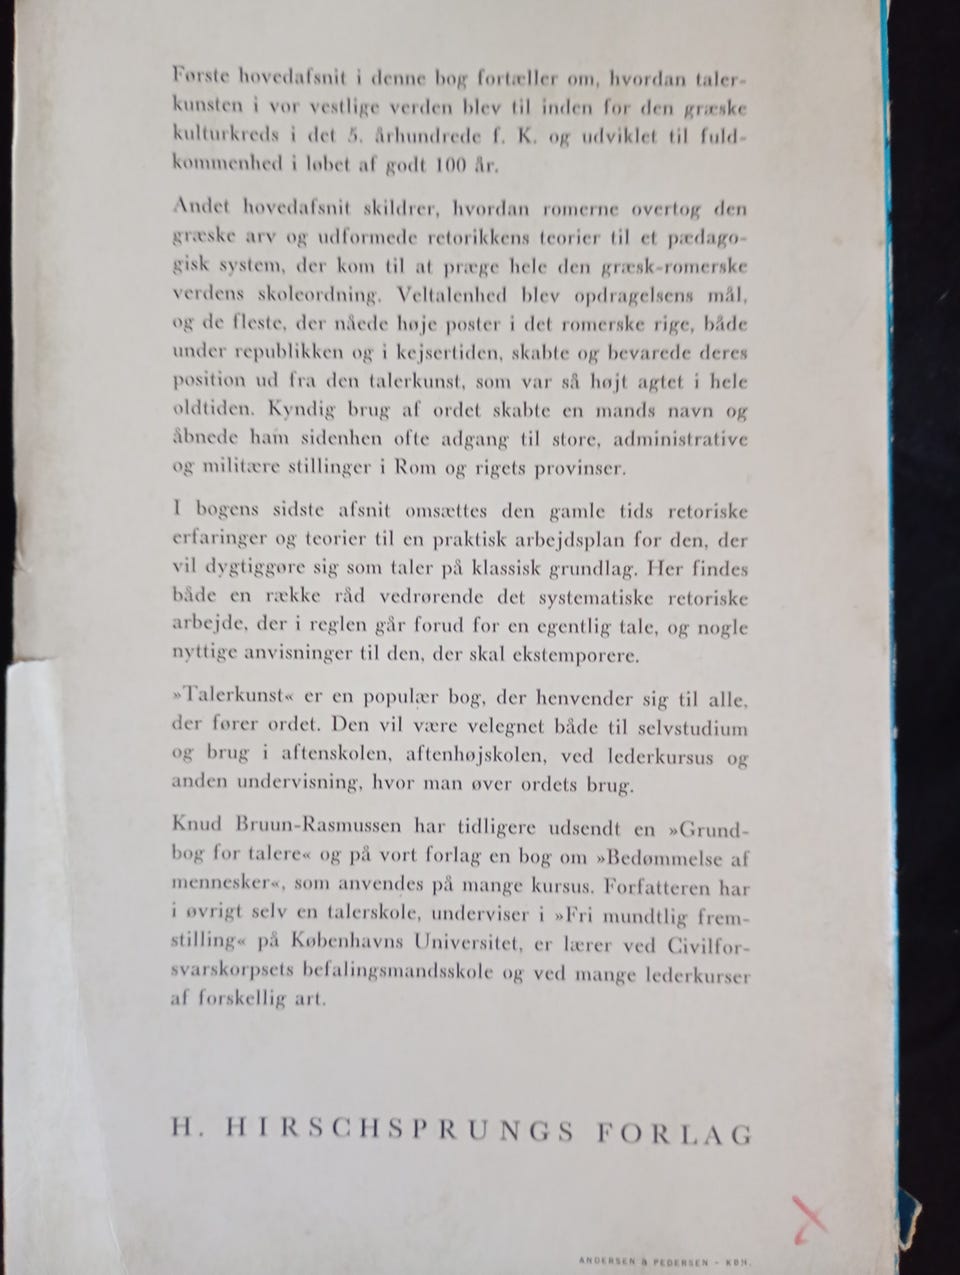 Første hovedafsnit i denne bog fortæller om, hvordan taler-
kunsten i vor vestlige verden blev til inden for den græske
kulturkreds i det 5. århundrede f. K. og udviklet til fuld-
kommenhed i løbet af godt 100 år.
Andet hovedafsnit skildrer, hvordan romerne overtog den
græske arv og udformede retorikkens teorier til et pædago-
gisk system, der kom til at præge hele den græsk-romerske
verdens skoleordning. Veltalenhed blev opdragelsens mål,
og de fleste, der nåede høje poster i det romerske rige, både
under republikken og i kejsertiden, skabte og bevarede deres
position ud fra den talerkunst, som var så højt agtet i hele
oldtiden. Kyndig brug af ordet skabte en mands navn og
åbnede ham sidenhen ofte adgang til store, administrative
og militære stillinger i Rom og rigets provinser.
I bogens sidste afsnit omsættes den gamle tids retoriske
erfaringer og teorier til en praktisk arbejdsplan for den, der
vil dygtiggøre sig som taler på klassisk grundlag. Her findes
både en række råd vedrørende det systematiske retoriske
arbejde, der i reglen går forud for en egentlig tale, og nogle
nyttige anvisninger til den, der skal ekstemporere.
»Talerkunst« er en populær bog, der henvender sig til alle,
der fører ordet. Den vil være velegnet både til selvstudium
og brug i aftenskolen, aftenhøjskolen, ved lederkursus og
anden undervisning, hvor man øver ordets brug.
Knud Bruun-Rasmussen har tidligere udsendt en »Grund-
bog for talere« og på vort forlag en bog om »Bedømmelse af
mennesker«, som anvendes på mange kursus. Forfatteren har
i øvrigt selv en talerskole, underviser i »Fri mundtlig frem-
stilling« på Københavns Universitet, er lærer ved Civilfor-
svarskorpsets befalingsmandsskole og ved mange lederkurser
af forskellig art.
H. HIRSCHSPRUNGS FORLAG
ANDERSEN & PEDERSEN - KBH.